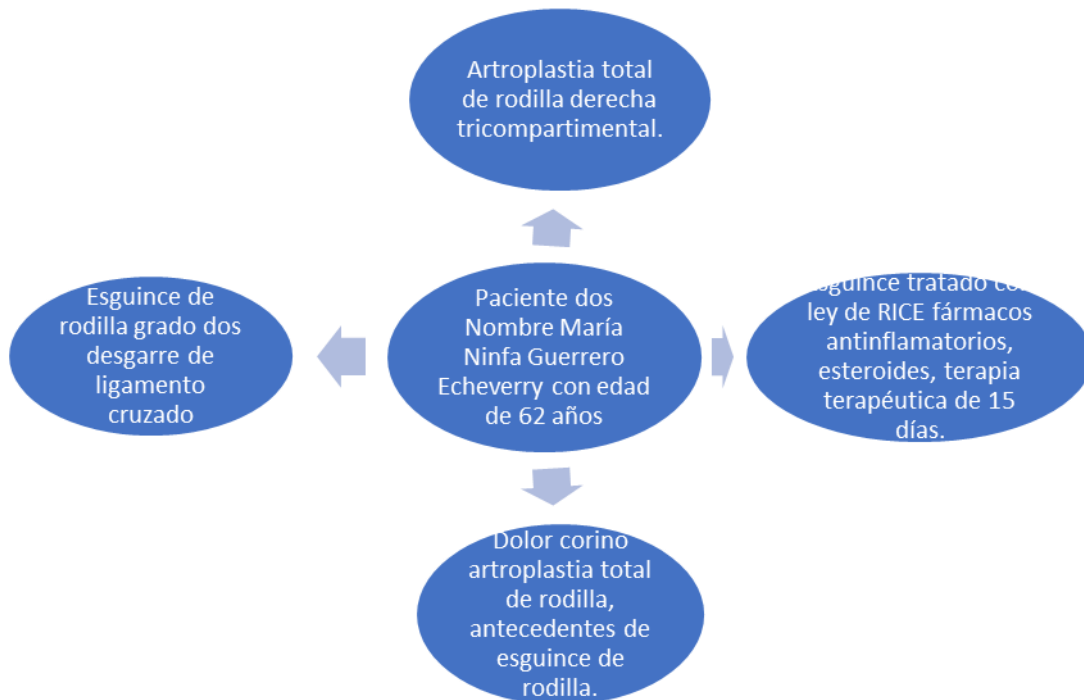 Artroplastia total
de rodilla derecha
tricompartimental.
Esguince de
rodilla grado dos
desgarre de
ligamento
cruzado
Paciente dos
Nombre María
Ninfa Guerrero
Echeverry con edad
de 62 años
tratado
ley de RICE fármacos
antinflamatorios,
esteroides, terapia
terapéutica de 15
días.
Dolor corino
artroplastia total
de rodilla,
antecedentes de
esguince de
rodilla.